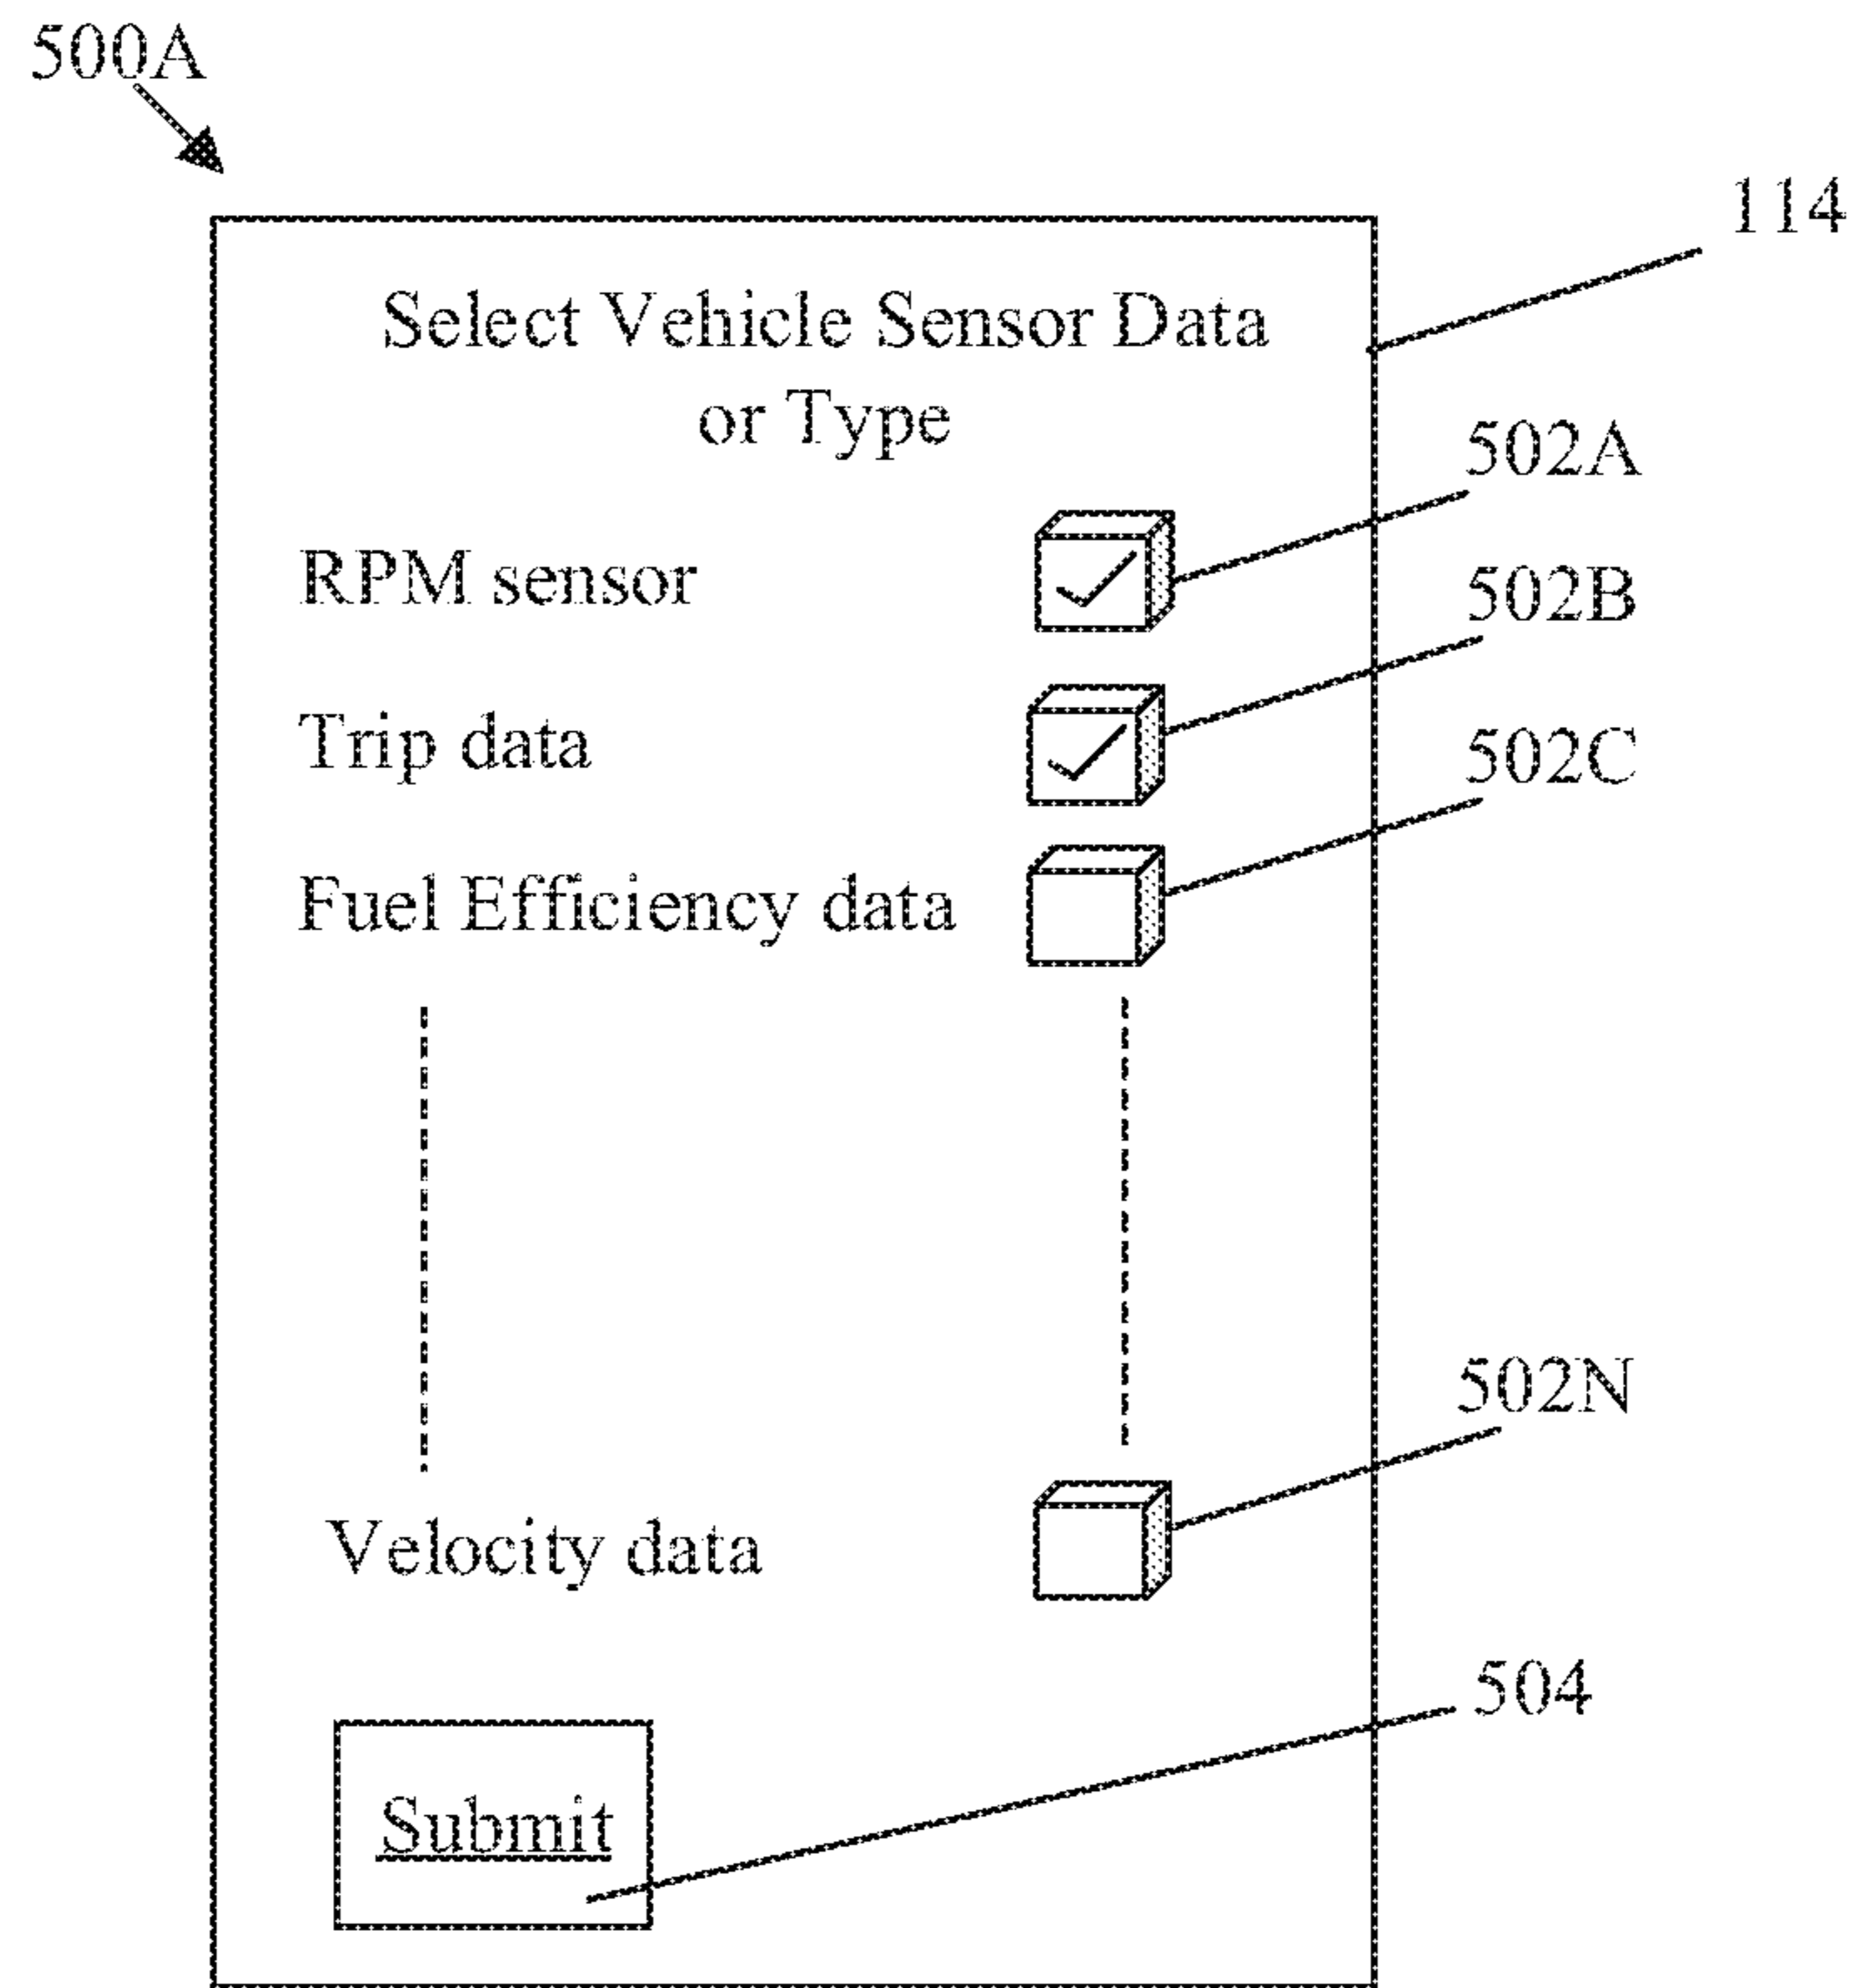 500A
114
Select Vehicle Sensor Data
or Type
502A
RPM sensor
502B
Trip data
502C
Fuel Efficiency data
502N
Velocity data
504
Submit